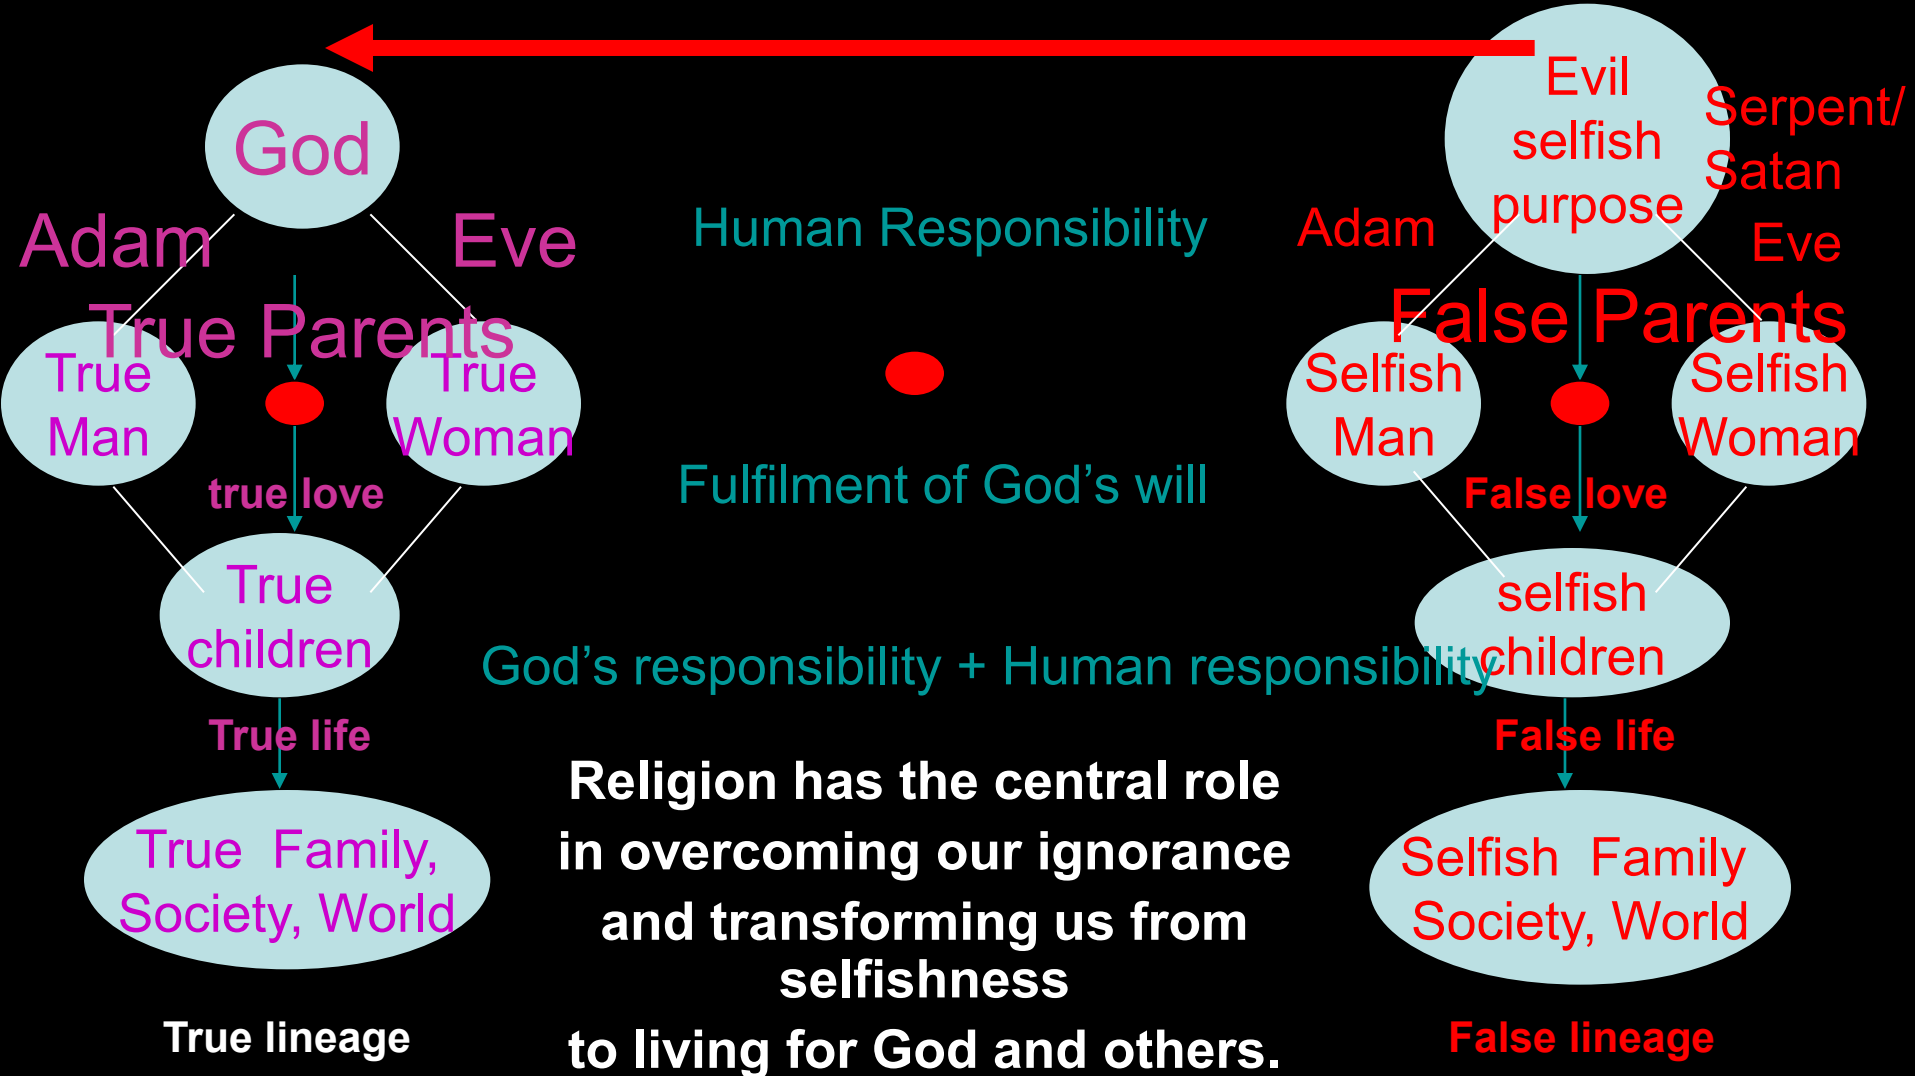 God
Adam
Eve
True Parents
True
Man
True
Woman
true love
True
children
True life
True  Family,
Society, World
True lineage
Human Responsibility
Fulfilment of God’s will
God’s responsibility + Human responsibility
Religion has the central role
in overcoming our ignorance
and transforming us from
selfishness
to living for God and others.
Evil
selfish
purpose
Serpent/
Satan
Adam
Eve
False Parents
Selfish
Man
Selfish
Woman
False love
selfish
children
False life
Selfish  Family
Society, World
False lineage